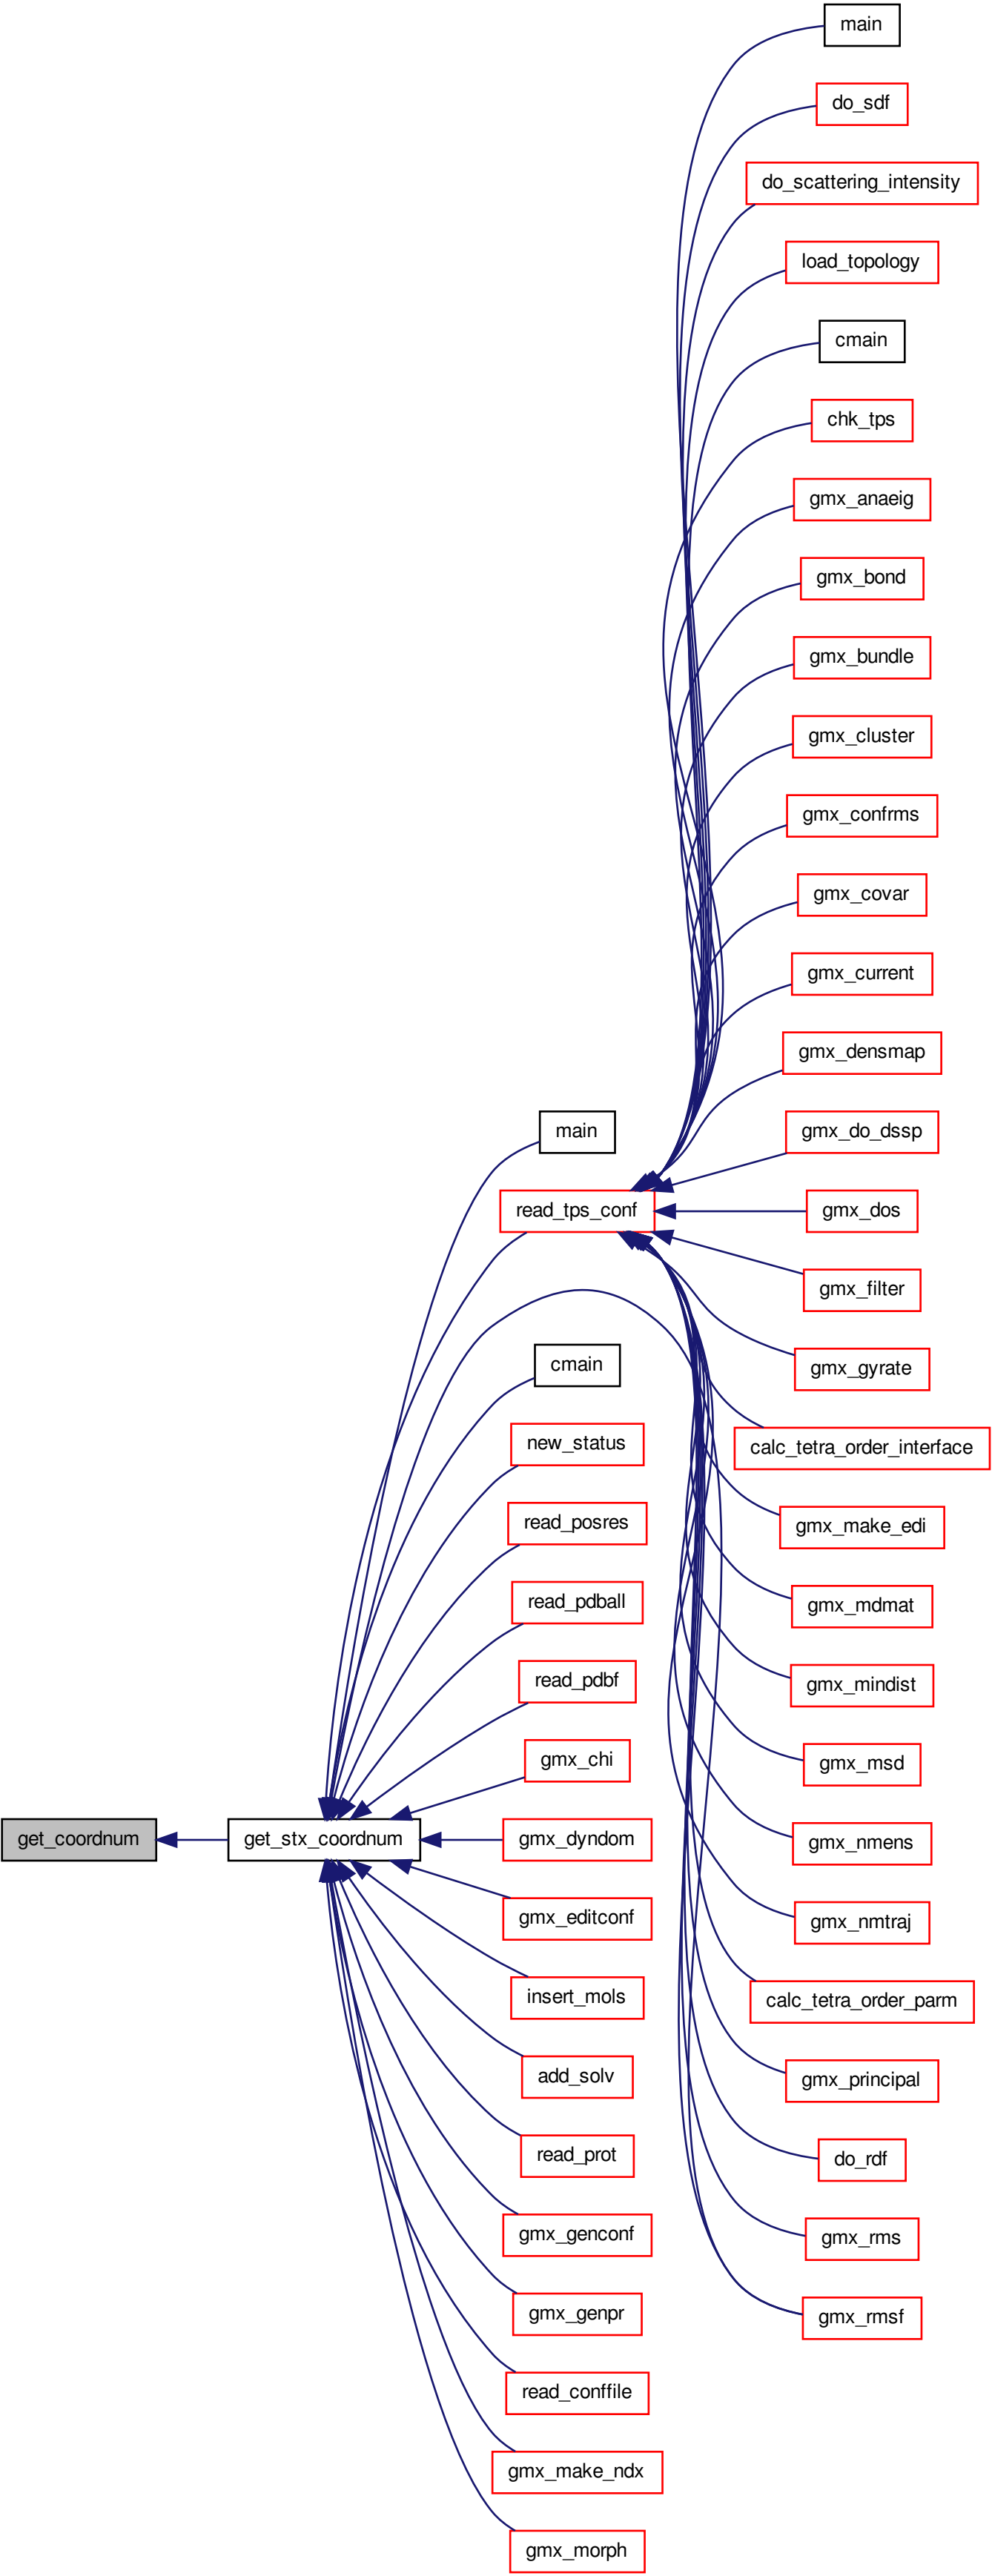 main
do_sdf
do_scattering_intensity
load_topology
cmain
chk_tps
gmx_anaeig
gmx_bond
gmx_bundle
gmx_cluster
gmx_confrms
gmx_covar
gmx_current
gmx_densmap
main
gmx_do_dssp
read_tps_conf
gmx_dos
gmx_filter
cmain
gmx_gyrate
new_status
calc_tetra_order_interface
read_posres
gmx_make_edi
read_pdball
gmx_mdmat
read_pdbf
gmx_mindist
gmx_chi
gmx_msd
get_coordnum
get_stx_coordnum
gmx_dyndom
gmx_nmens
gmx_editconf
gmx_nmtraj
insert_mols
calc_tetra_order_parm
add_solv
gmx_principal
read_prot
do_rdf
gmx_genconf
gmx_rms
gmx_genpr
gmx_rmsf
read_conffile
gmx_make_ndx
gmx_morph